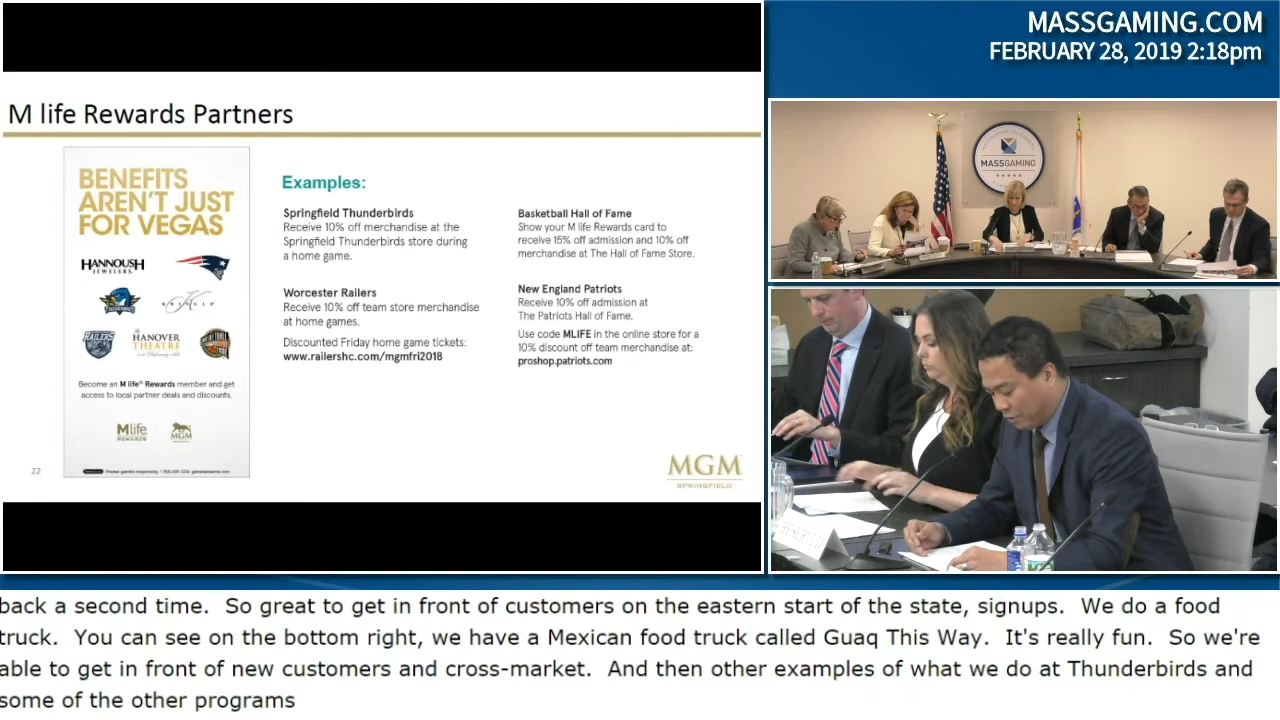 MASSGAMING.COM
FEBRUARY 28, 2019 2:18pm
M life Rewards Partners
BENEFITS
AREN'T JUST
FOR VEGAS
HANNOUSH
JEWELERS
RAILERS
The
HANOVER
THEATRE
Become an M life® Rewards member and get
access to local partner deals and discounts.
Mlife
REWARDS
MGM
Examples:
Springfield Thunderbirds
Receive 10% off merchandise at the
Springfield Thunderbirds store during
a home game.
Worcester Railers
Receive 10% off team store merchandise
at home games.
Discounted Friday home game tickets:
www.railershc.com/mgmfri2018
Basketball Hall of Fame
Show your M life Rewards card to
receive 15% off admission and 10% off
merchandise at The Hall of Fame Store.
New England Patriots
Receive 10% off admission at
The Patriots Hall of Fame.
Use code MLIFE in the online store for a
10% discount off team merchandise at:
proshop.patriots.com
22
MGM
SPRINGFIELD
MASSGAMING
RESERVED
back a second time.  So great to get in front of customers on the eastern start of the state, signups.  We do a food
truck.  You can see on the bottom right, we have a Mexican food truck called Guaq This Way.  It's really fun.  So we're
able to get in front of new customers and cross-market.  And then other examples of what we do at Thunderbirds and
some of the other programs